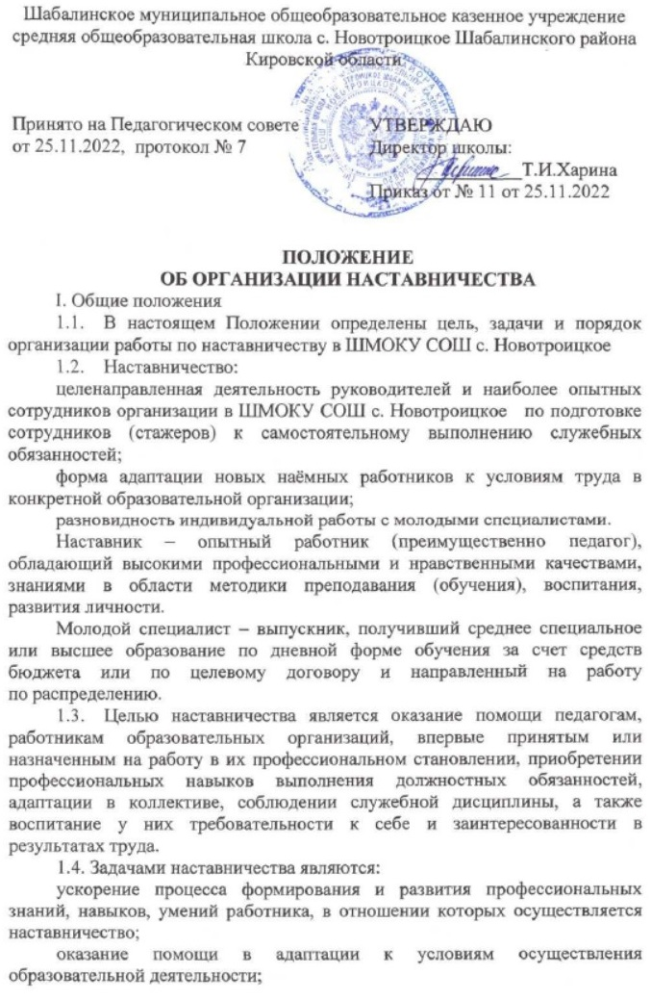 Шабалинское муниципальное общеобразовательное казенное учреждение
средняя общеобразовательная школа с. Новотроицкое Шабалинского района
Кировской области
Принято на Педагогическом совете
от 25.11.2022, протокол № 7
УТВЕРЖДАЮ
Директор школы:
Т.И.Харина
Приказ от № 11 от 25.11.2022
ПОЛОЖЕНИЕ
ОБ ОРГАНИЗАЦИИ НАСТАВНИЧЕСТВА
I. Общие положения
1.1. В настоящем Положении определены цель, задачи и порядок
организации работы по наставничеству в ШМОКУ СОШ с. Новотроицкое
1.2. Наставничество:
целенаправленная деятельность руководителей и наиболее опытных
сотрудников организации в ШМОКУ СОШ с. Новотроицкое по подготовке
сотрудников (стажеров) к самостоятельному выполнению служебных
обязанностей;
форма адаптации новых наёмных работников к условиям труда в
конкретной образовательной организации;
разновидность индивидуальной работы с молодыми специалистами.
Наставник – опытный работник (преимущественно педагог),
обладающий высокими профессиональными и нравственными качествами,
знаниями в области методики преподавания (обучения), воспитания,
развития личности.
Молодой специалист – выпускник, получивший среднее специальное
или высшее образование по дневной форме обучения за счет средств
бюджета или по целевому договору и направленный на работу
по распределению.
1.3. Целью наставничества является оказание помощи педагогам,
работникам образовательных организаций, впервые принятым или
назначенным на работу в их профессиональном становлении, приобретении
профессиональных навыков выполнения должностных обязанностей,
адаптации в коллективе, соблюдении служебной дисциплины, а также
воспитание у них требовательности к себе и заинтересованности в
результатах труда.
1.4. Задачами наставничества являются:
ускорение процесса формирования и развития профессиональных
знаний, навыков, умений работника, в отношении которых осуществляется
наставничество;
оказание помощи в адаптации к условиям осуществления
образовательной деятельности;